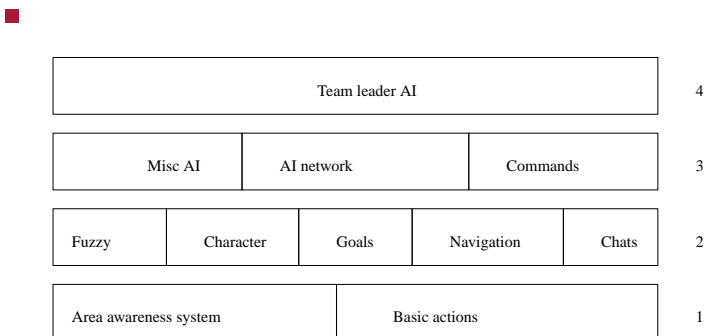 Team leader AI 4
Misc AI AI network Commands 3
Fuzzy Character Goals Navigation Chats 2
Area awareness system Basic actions 1